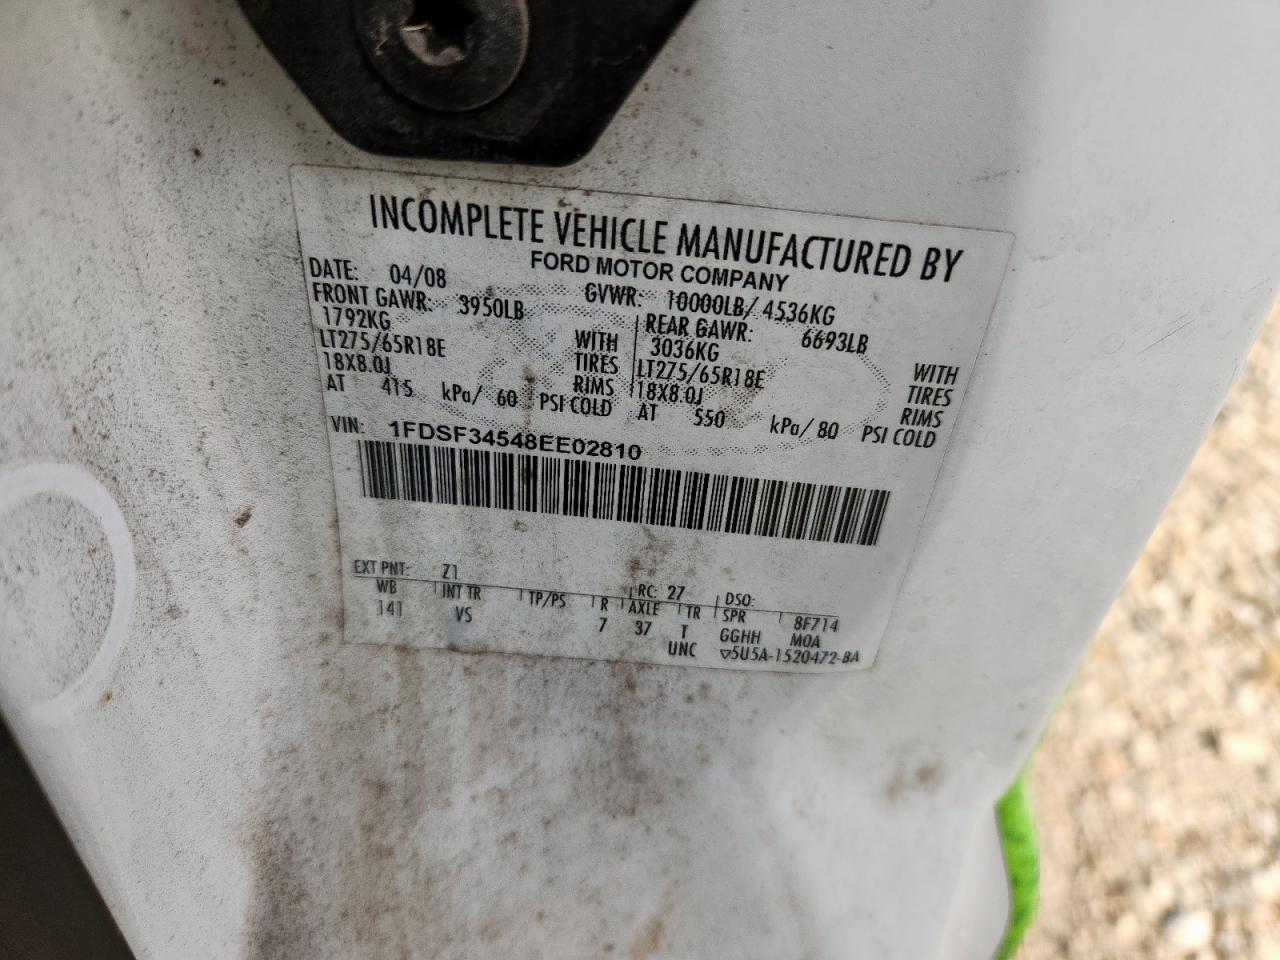 INCOMPLETE VEHICLE MANUFACTURED BY
FORD MOTOR COMPANY
DATE: 04/08 GVWR: 10000LB/ 4536KG
FRONT GAWR: 3950LB REAR GAWR: 6693LB
1792KG WITH 3036KG WITH
LT275/65R18E TIRES LT275/65R18E TIRES
18X8.0J RIMS 18X8.0J RIMS
AT 415 kPa/ 60 PSI COLD AT 550 kPa/ 80 PSI COLD
VIN: 1FDSF34548EE02810
EXT PNT: Z1 RC: 27 DSO:
WB INT TR TP/PS R AXLE TR SPR 8F714
141 VS 7 37 T GGHH MOA
UNC ▽5U5A-1520472-BA